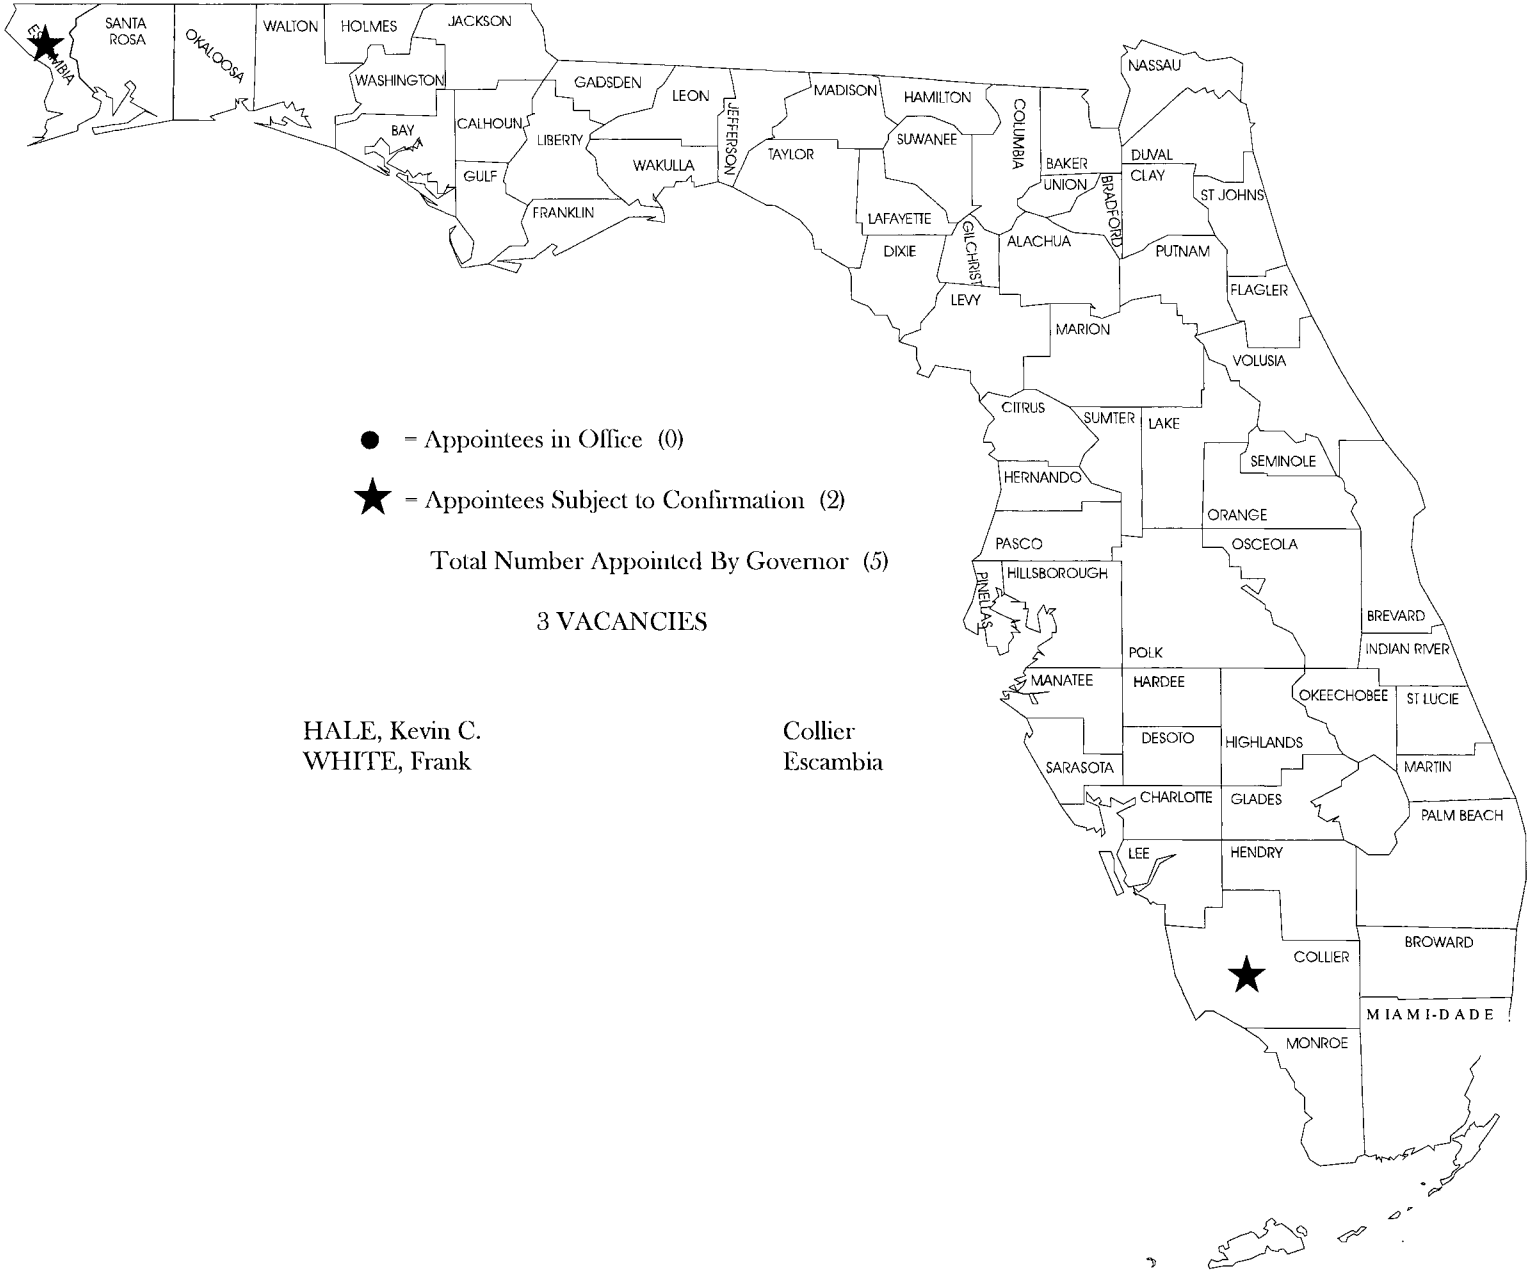 SANTA
ROSA
ESCAMBIA
OKALOOSA
WALTON
HOLMES
JACKSON
WASHINGTON
BAY
CALHOUN
GULF
LIBERTY
GADSDEN
FRANKLIN
LEON
WAKULLA
JEFFERSON
TAYLOR
MADISON
HAMILTON
SUWANEE
LAFAYETTE
DIXIE
COLUMBIA
GILCHRIST
LEVY
BAKER
UNION
BRADFORD
ALACHUA
NASSAU
DUVAL
CLAY
ST JOHNS
PUTNAM
FLAGLER
MARION
VOLUSIA
CITRUS
SUMTER
LAKE
SEMINOLE
HERNANDO
ORANGE
PASCO
OSCEOLA
HILLSBOROUGH
PINELLAS
BREVARD
POLK
INDIAN RIVER
MANATEE
HARDEE
OKEECHOBEE
ST LUCIE
DESOTO
HIGHLANDS
SARASOTA
MARTIN
CHARLOTTE
GLADES
PALM BEACH
LEE
HENDRY
BROWARD
COLLIER
MIAMI-DADE
MONROE
= Appointees in Office (0)
= Appointees Subject to Confirmation (2)
Total Number Appointed By Governor (5)
3 VACANCIES
HALE, Kevin C. Collier
WHITE, Frank Escambia